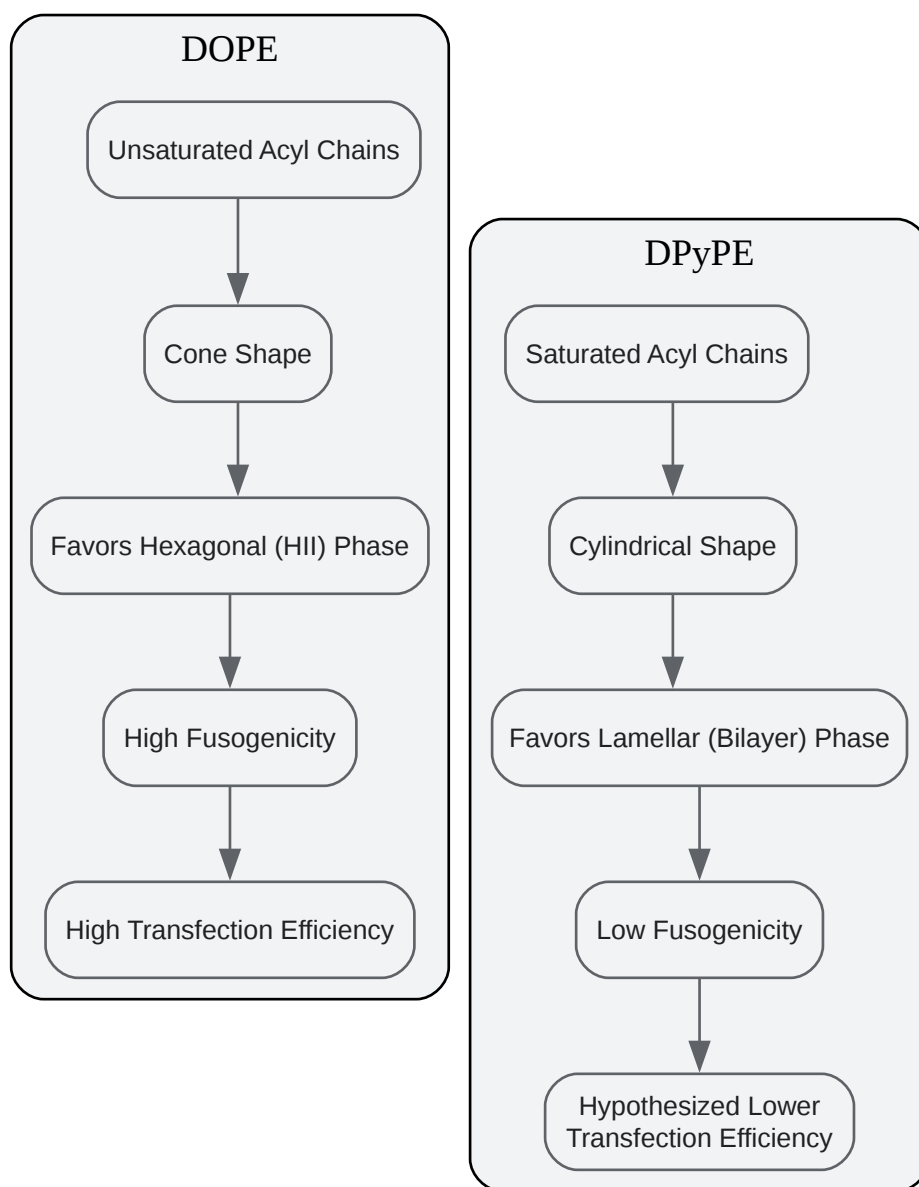 DOPE
Unsaturated Acyl Chains
Cone Shape
Favors Hexagonal (HII) Phase
High Fusogenicity
High Transfection Efficiency
DPyPE
Saturated Acyl Chains
Cylindrical Shape
Favors Lamellar (Bilayer) Phase
Low Fusogenicity
Hypothesized Lower
Transfection Efficiency